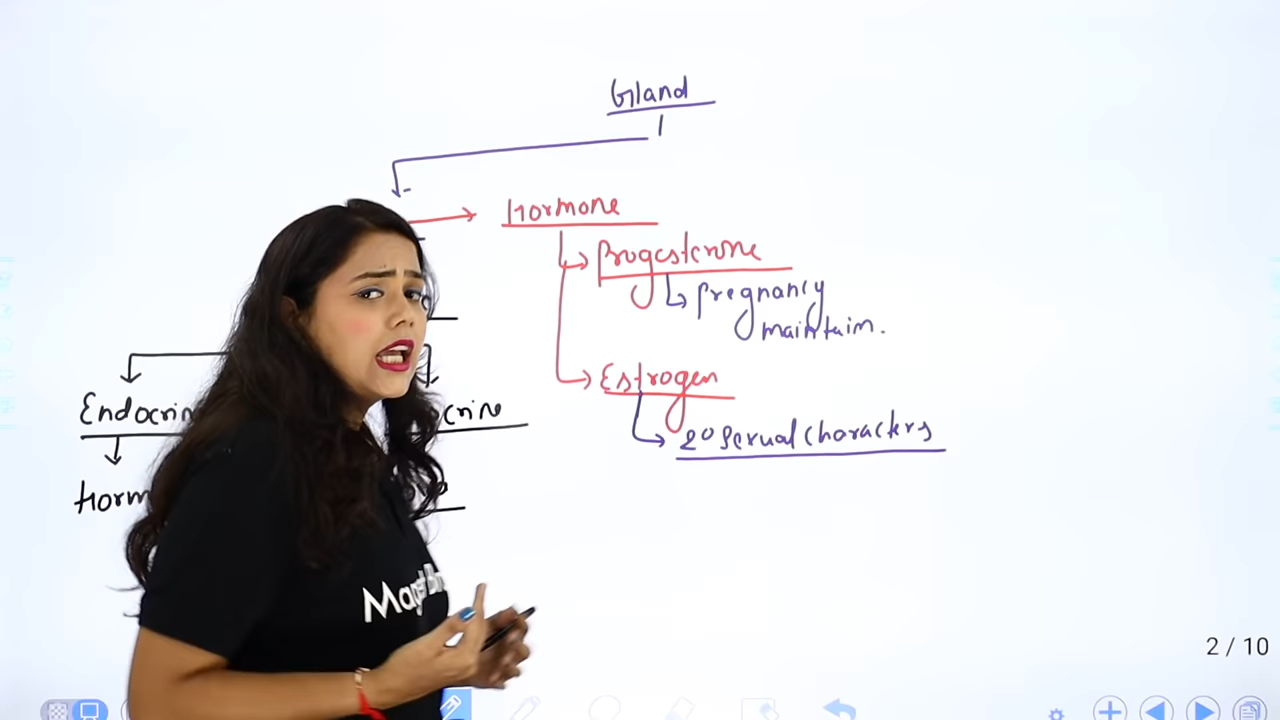 Gland
Hormone
Progesterone
pregnancy
maintain.
Estrogen
2° Sexual characters
Endocrin
crine
Horm
2 / 10